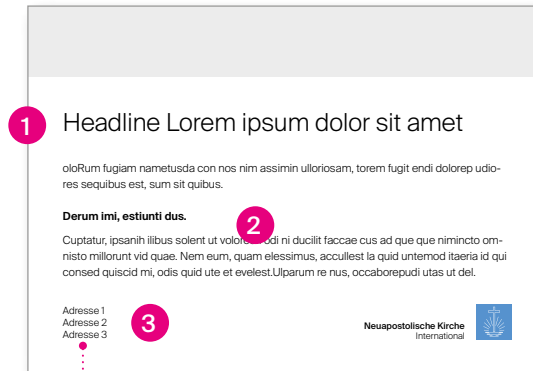 1
Headline Lorem ipsum dolor sit amet
oloRum fugiam nametusda con nos nim assimin ulloriosam, torem fugit endi dolorep udio-
res sequibus est, sum sit quibus.
Derum imi, estiunti dus.
2
Cuptatur, ipsanih ilibus solent ut odi ni ducilit faccae cus ad que que nimincto om-
nisto millorunt vid quae. Nem eum, quam elessimus, accullest la quid untemod itaeria id qui
consed quiscid mi, odis quid ute et evelest.Ulparum re nus, occaborepudi utas ut del.
Adresse 1
Adresse 2
Adresse 3
3
Neuapostolische Kirche
International